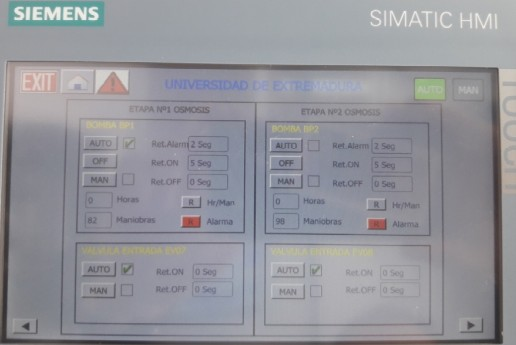 SIEMENS
SIMATIC HMI
EXIT
UNIVERSIDAD DE EXTREMADURA
AUTO MAN
TOUCH
ETAPA Nº1 OSMOSIS
BOMBA BP1
AUTO Ret.Alarm 2 Seg
OFF Ret.ON 5 Seg
MAN Ret.OFF 0 Seg
0 Horas R Hr/Man
82 Maniobras R Alarma
VALVULA ENTRADA EV07
AUTO Ret.ON 0 Seg
MAN Ret.OFF 0 Seg
ETAPA Nº2 OSMOSIS
BOMBA BP2
AUTO Ret.Alarm 2 Seg
OFF Ret.ON 5 Seg
MAN Ret.OFF 0 Seg
0 Horas R Hr/Man
98 Maniobras R Alarma
VALVULA ENTRADA EV08
AUTO Ret.ON 0 Seg
MAN Ret.OFF 0 Seg